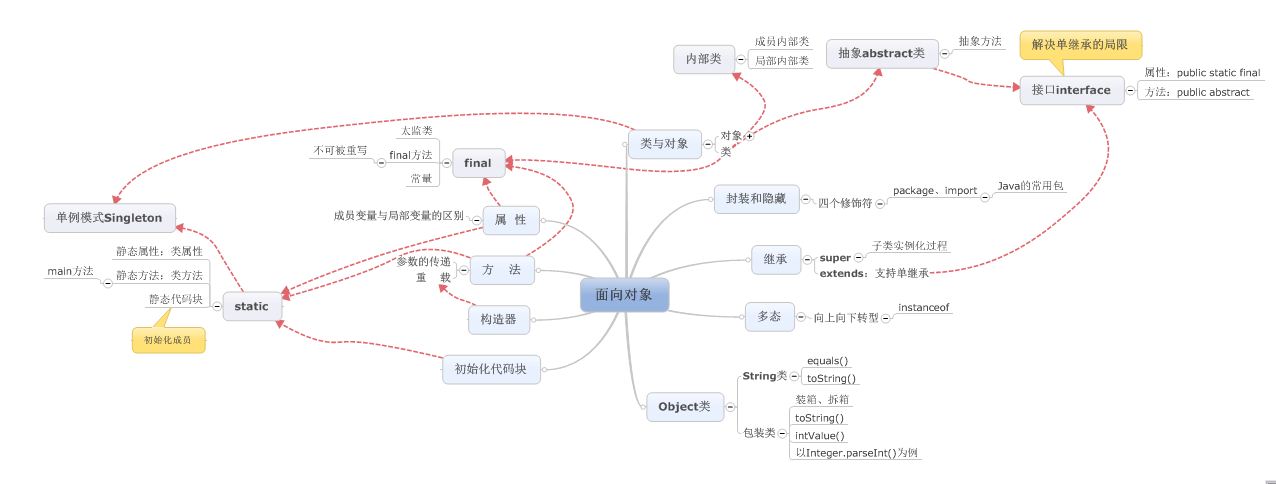 成员内部类
内部类
局部内部类
抽象abstract类
抽象方法
解决单继承的局限
接口interface
属性：public static final
方法：public abstract
类与对象
对象
类
太监类
不可被重写
final方法
常量
final
封装和隐藏
四个修饰符
package、import
Java的常用包
单例模式Singleton
成员变量与局部变量的区别
属 性
静态属性：类属性
main方法
静态方法：类方法
静态代码块
static
初始化成员
参数的传递
重 载
方 法
继承
super
子类实例化过程
extends：支持单继承
面向对象
构造器
多态
向上向下转型
instanceof
初始化代码块
Object类
String类
equals()
toString()
包装类
装箱、拆箱
toString()
intValue()
以Integer.parseInt()为例